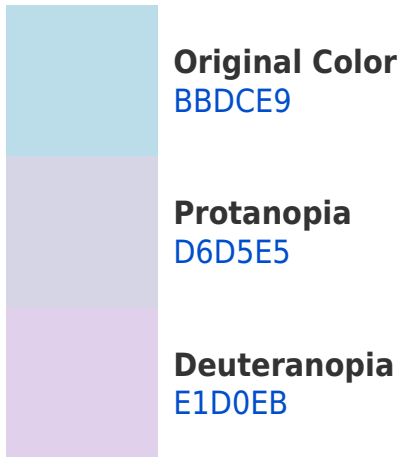 Original Color
BBDCE9
Protanopia
D6D5E5
Deuteranopia
E1D0EB